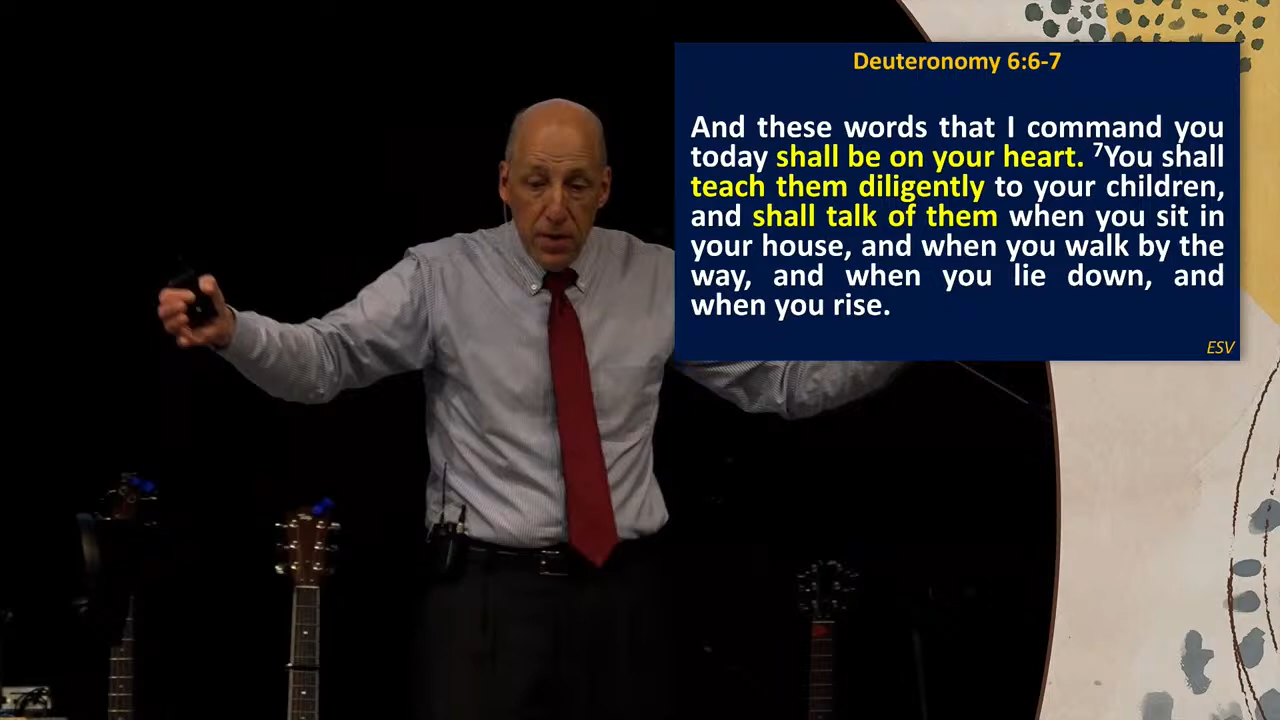 Deuteronomy 6:6-7
And these words that I command you
today shall be on your heart. ⁷You shall
teach them diligently to your children,
and shall talk of them when you sit in
your house, and when you walk by the
way, and when you lie down, and
when you rise.
ESV